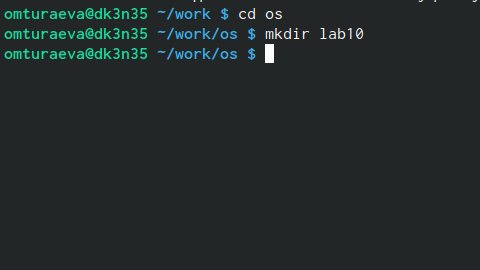 omturaeva@dk3n35 ~/work $ cd os
omturaeva@dk3n35 ~/work/os $ mkdir lab10
omturaeva@dk3n35 ~/work/os $